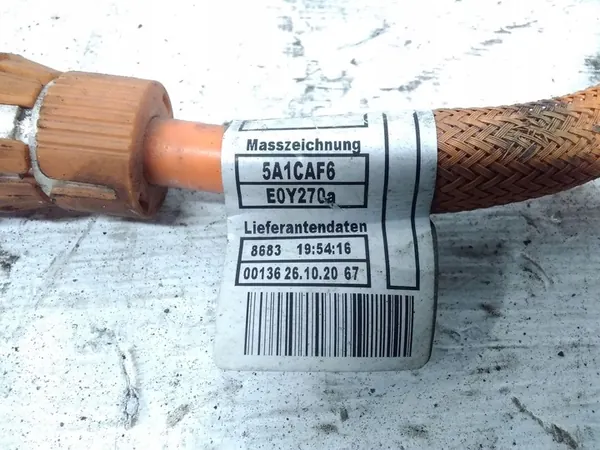 Masszeichnung
5A1CAF6
E0Y270a
Lieferantendaten
8683 19:54:16
00136 26.10.20 67